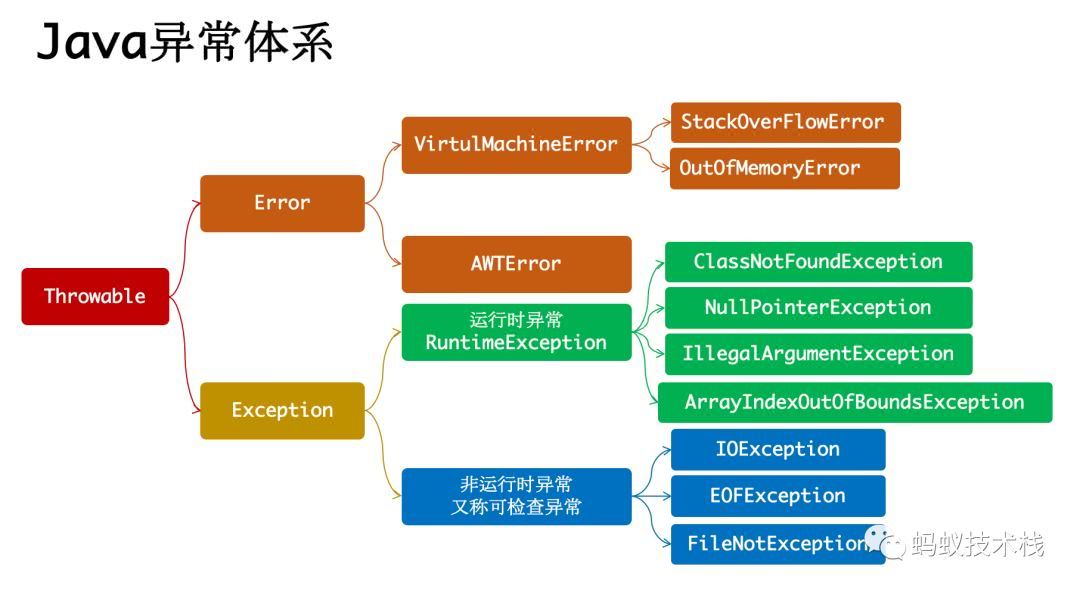 Java异常体系
StackOverFlowError
VirtulMachineError
OutOfMemoryError
Error
AWTError
ClassNotFoundException
Throwable
运行时异常
RuntimeException
NullPointerException
IllegalArgumentException
Exception
ArrayIndexOutOfBoundsException
IOException
非运行时异常
又称可检查异常
EOFException
FileNotException
蚂蚁技术栈